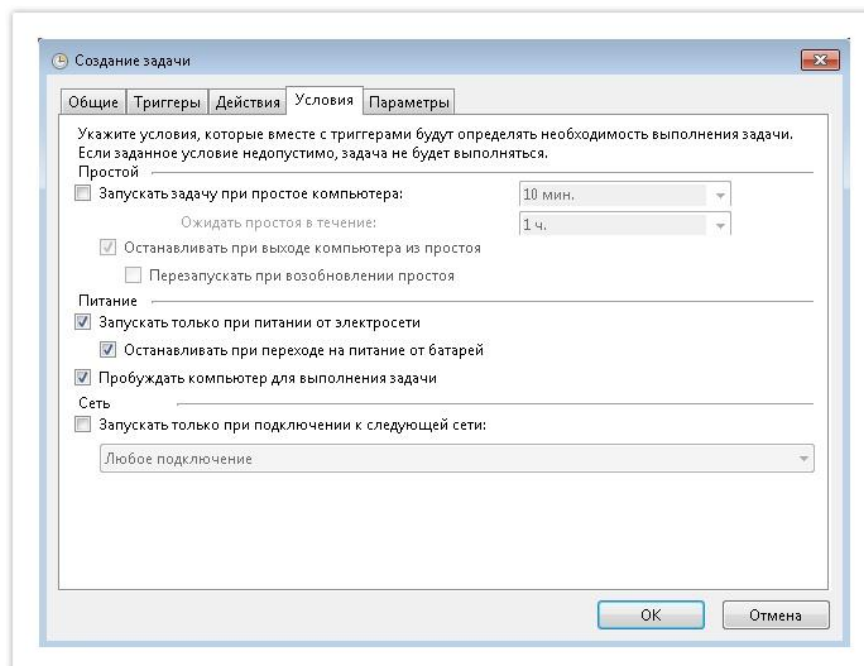 Создание задачи
Общие Триггеры Действия Условия Параметры
Укажите условия, которые вместе с триггерами будут определять необходимость выполнения задачи.
Если заданное условие недопустимо, задача не будет выполняться.
Простой
Запускать задачу при простое компьютера: 10 мин.
Ожидать простоя в течение: 1 ч.
Останавливать при выходе компьютера из простоя
Перезапускать при возобновлении простоя
Питание
Запускать только при питании от электросети
Останавливать при переходе на питание от батарей
Пробуждать компьютер для выполнения задачи
Сеть
Запускать только при подключении к следующей сети:
Любое подключение
ОК Отмена